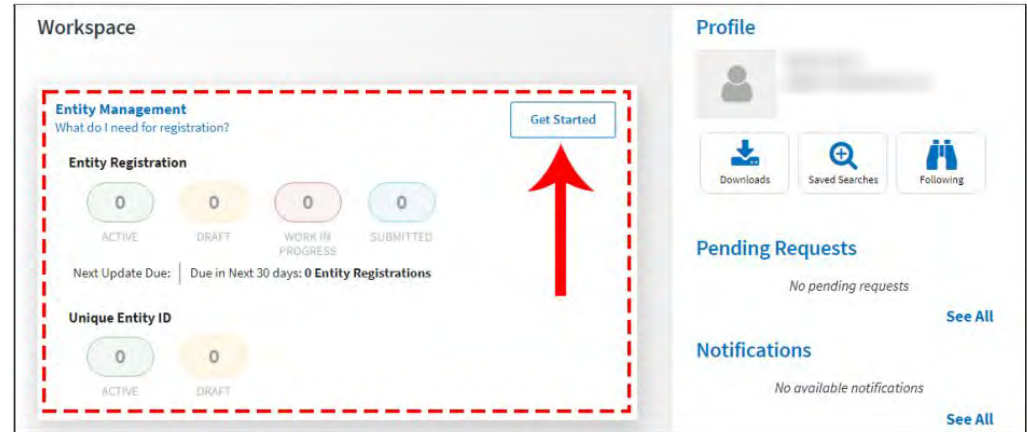 Workspace
Entity Management
What do I need for registration?
Get Started
Entity Registration
0 0 0 0
ACTIVE DRAFT WORK IN PROGRESS SUBMITTED
Next Update Due: Due in Next 30 days: 0 Entity Registrations
Unique Entity ID
0 0
ACTIVE DRAFT
Profile
Downloads Saved Searches Following
Pending Requests
No pending requests
See All
Notifications
No available notifications
See All